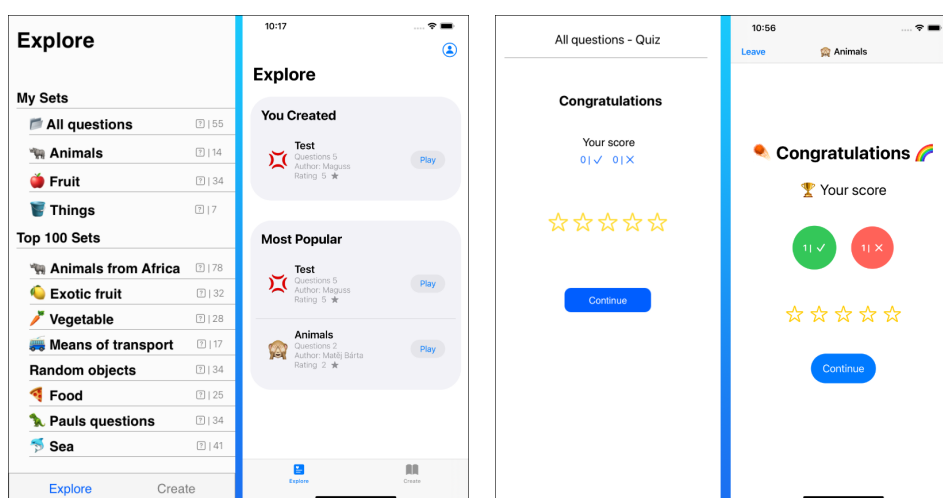 Explore
My Sets
All questions ? | 55
Animals ? | 14
Fruit ? | 34
Things ? | 7
Top 100 Sets
Animals from Africa ? | 78
Exotic fruit ? | 32
Vegetable ? | 28
Means of transport ? | 17
Random objects ? | 34
Food ? | 25
Pauls questions ? | 34
Sea ? | 41
Explore Create
10:17
Explore
You Created
Test
Questions 5
Author: Maguss
Rating 5 ★
Play
Most Popular
Test
Questions 5
Author: Maguss
Rating 5 ★
Play
Animals
Questions 2
Author: Matěj Bárta
Rating 2 ★
Play
Explore Create
All questions - Quiz
Congratulations
Your score
0 | ✓ 0 | ✕
Continue
10:56
Leave 🙈 Animals
Congratulations
Your score
1 | ✓ 1 | ✕
Continue